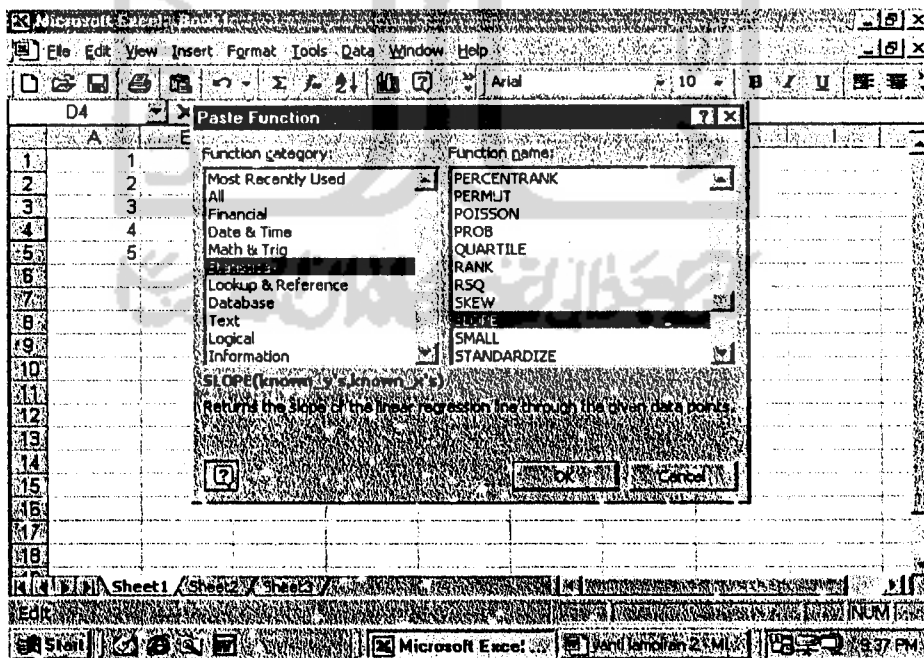 Microsoft Excel - Book1
File Edit View Insert Format Tools Data Window Help
Arial 10 B I U
D4
Paste Function
A
Function category:
Function name:
Most Recently Used
All
Financial
Date & Time
Math & Trig
Statistical
Lookup & Reference
Database
Text
Logical
Information
PERCENTRANK
PERMUT
POISSON
PROB
QUARTILE
RANK
RSQ
SKEW
SLOPE
SMALL
STANDARDIZE
SLOPE(known_y's,known_x's)
Returns the slope of the linear regression line through the given data points.
OK Cancel
I
1 1
2 2
3 3
4 4
5 5
6
7
8
9
10
11
12
13
14
15
16
17
18
Sheet1 Sheet2 Sheet3
Edit NUM
Start Microsoft Excel 9:37 PM